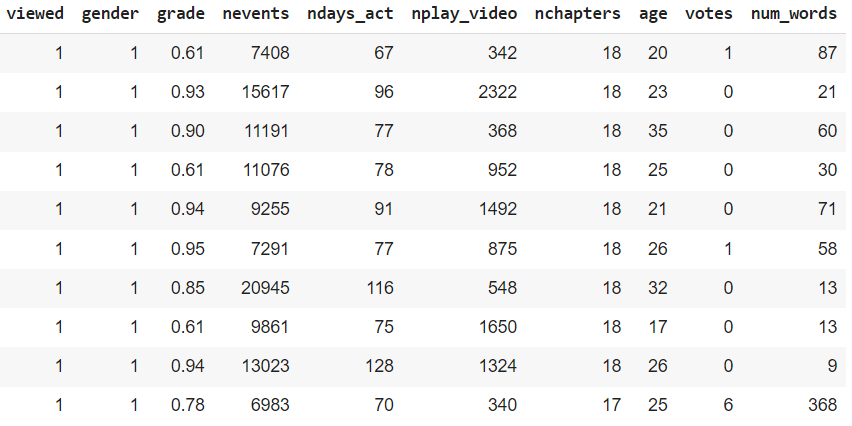 viewed gender grade nevents ndays_act nplay_video nchapters age votes num_words
1 1 0.61 7408 67 342 18 20 1 87
1 1 0.93 15617 96 2322 18 23 0 21
1 1 0.90 11191 77 368 18 35 0 60
1 1 0.61 11076 78 952 18 25 0 30
1 1 0.94 9255 91 1492 18 21 0 71
1 1 0.95 7291 77 875 18 26 1 58
1 1 0.85 20945 116 548 18 32 0 13
1 1 0.61 9861 75 1650 18 17 0 13
1 1 0.94 13023 128 1324 18 26 0 9
1 1 0.78 6983 70 340 17 25 6 368